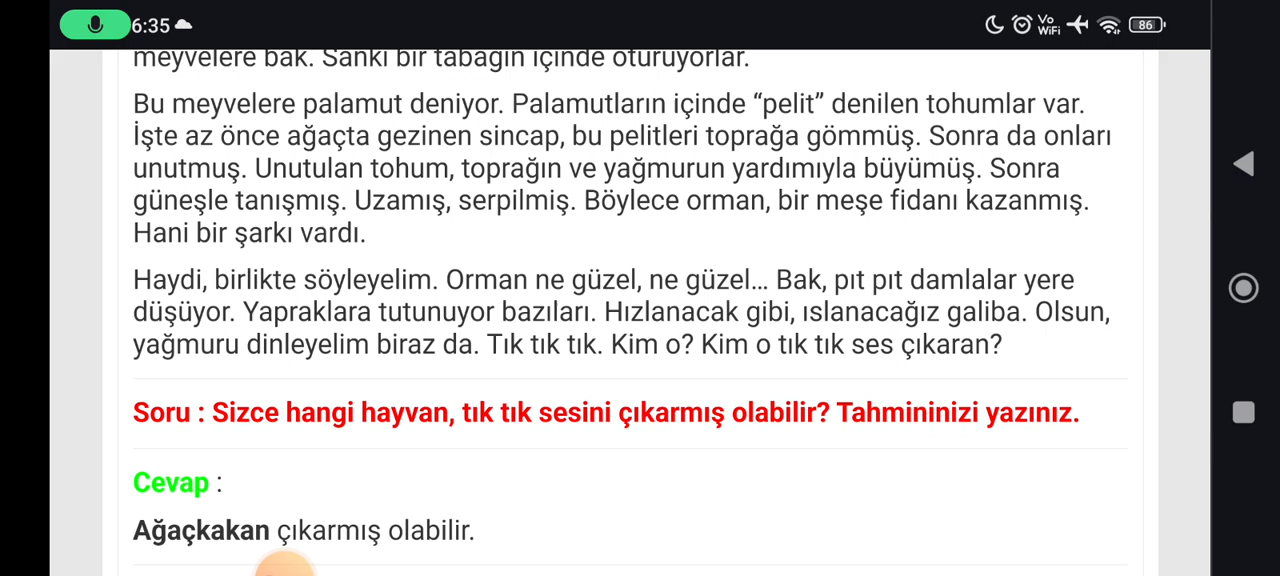 6:35
Vo
WiFi
86
meyvelere bak. Sanki bir tabağın içinde oturuyorlar.
Bu meyvelere palamut deniyor. Palamutların içinde “pelit” denilen tohumlar var.
İşte az önce ağaçta gezinen sincap, bu pelitleri toprağa gömmüş. Sonra da onları
unutmuş. Unutulan tohum, toprağın ve yağmurun yardımıyla büyümüş. Sonra
güneşle tanışmış. Uzamış, serpilmiş. Böylece orman, bir meşe fidanı kazanmış.
Hani bir şarkı vardı.
Haydi, birlikte söyleyelim. Orman ne güzel, ne güzel... Bak, pıt pıt damlalar yere
düşüyor. Yapraklara tutunuyor bazıları. Hızlanacak gibi, ıslanacağız galiba. Olsun,
yağmuru dinleyelim biraz da. Tık tık tık. Kim o? Kim o tık tık ses çıkaran?
Soru : Sizce hangi hayvan, tık tık sesini çıkarmış olabilir? Tahmininizi yazınız.
Cevap :
Ağaçkakan çıkarmış olabilir.